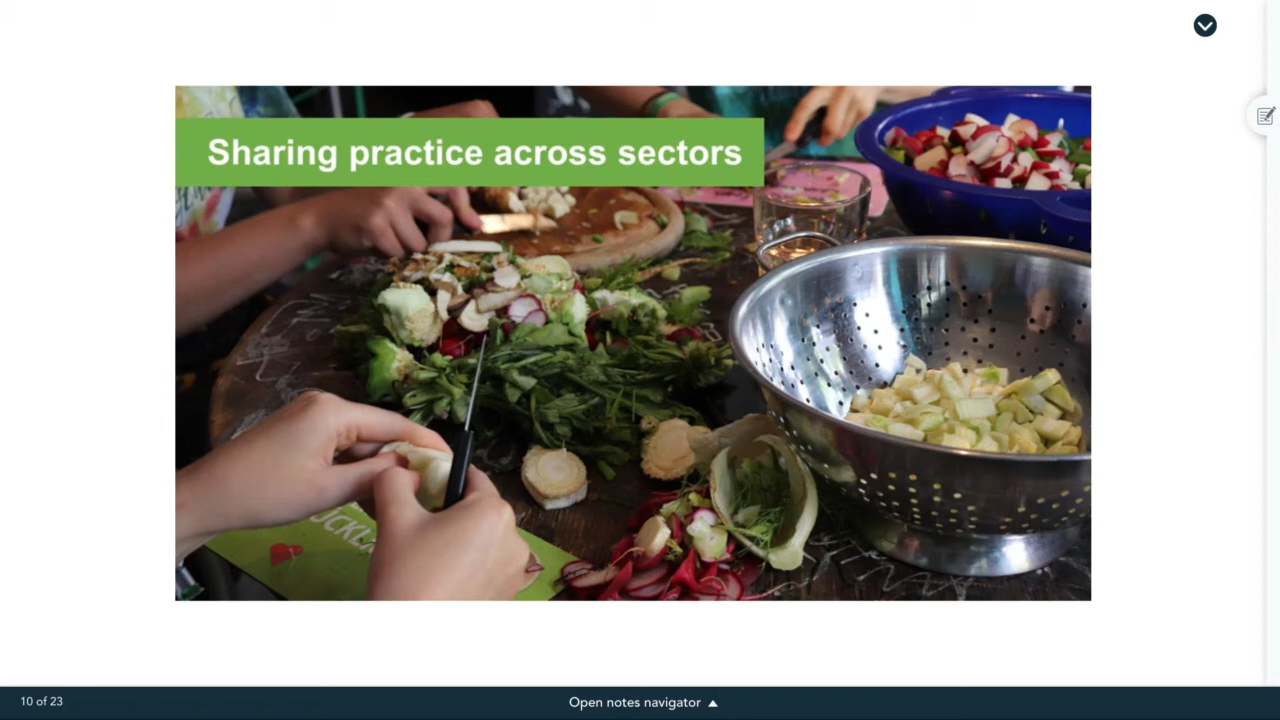 Sharing practice across sectors
10 of 23
Open notes navigator